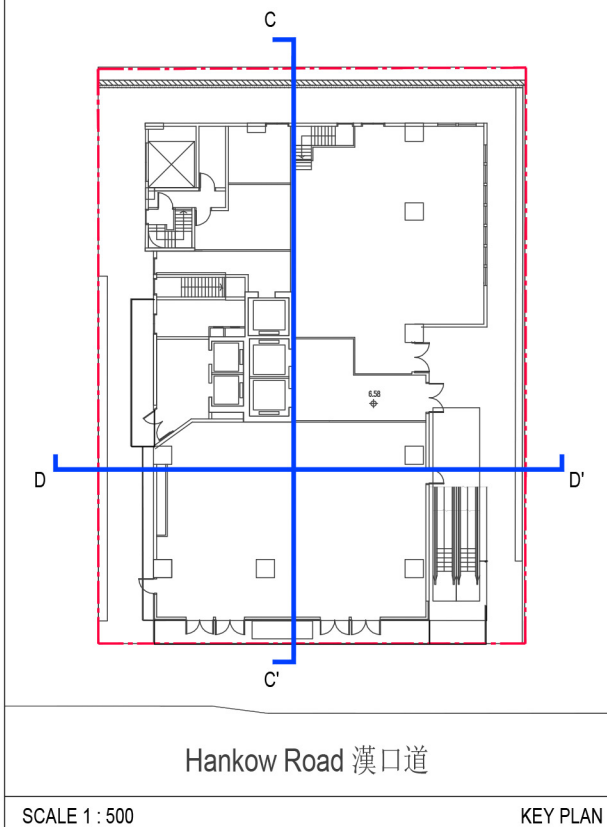 C
6.58
D D'
C'
Hankow Road 漢口道
SCALE 1 : 500 KEY PLAN